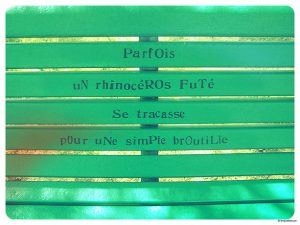 Parfois
uN rhinocéROs FuTé
Se tracasse
pOur uNe simPle brOutiLle